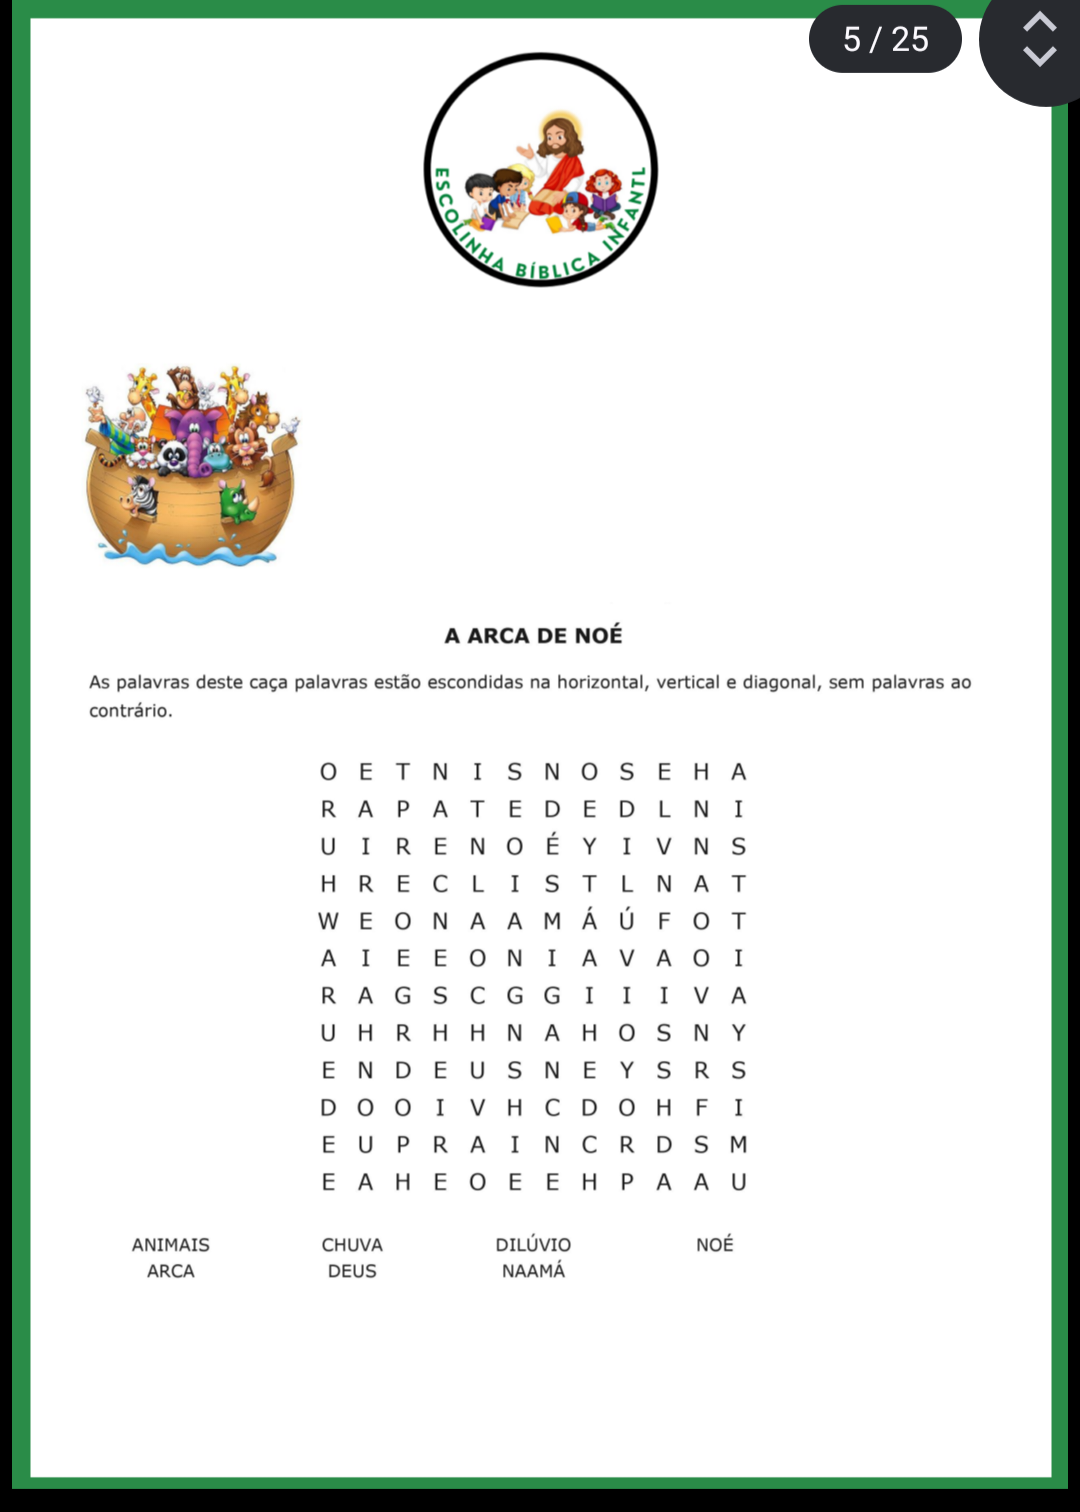 5 / 25
ESCOLINHA BÍBLICA INFANTL
A ARCA DE NOÉ
As palavras deste caça palavras estão escondidas na horizontal, vertical e diagonal, sem palavras ao
contrário.
O E T N I S N O S E H A
R A P A T E D E D L N I
U I R E N O É Y I V N S
H R E C L I S T L N A T
W E O N A A M Á Ú F O T
A I E E O N I A V A O I
R A G S C G G I I I V A
U H R H H N A H O S N Y
E N D E U S N E Y S R S
D O O I V H C D O H F I
E U P R A I N C R D S M
E A H E O E E H P A A U
ANIMAIS CHUVA DILÚVIO NOÉ
ARCA DEUS NAAMÁ